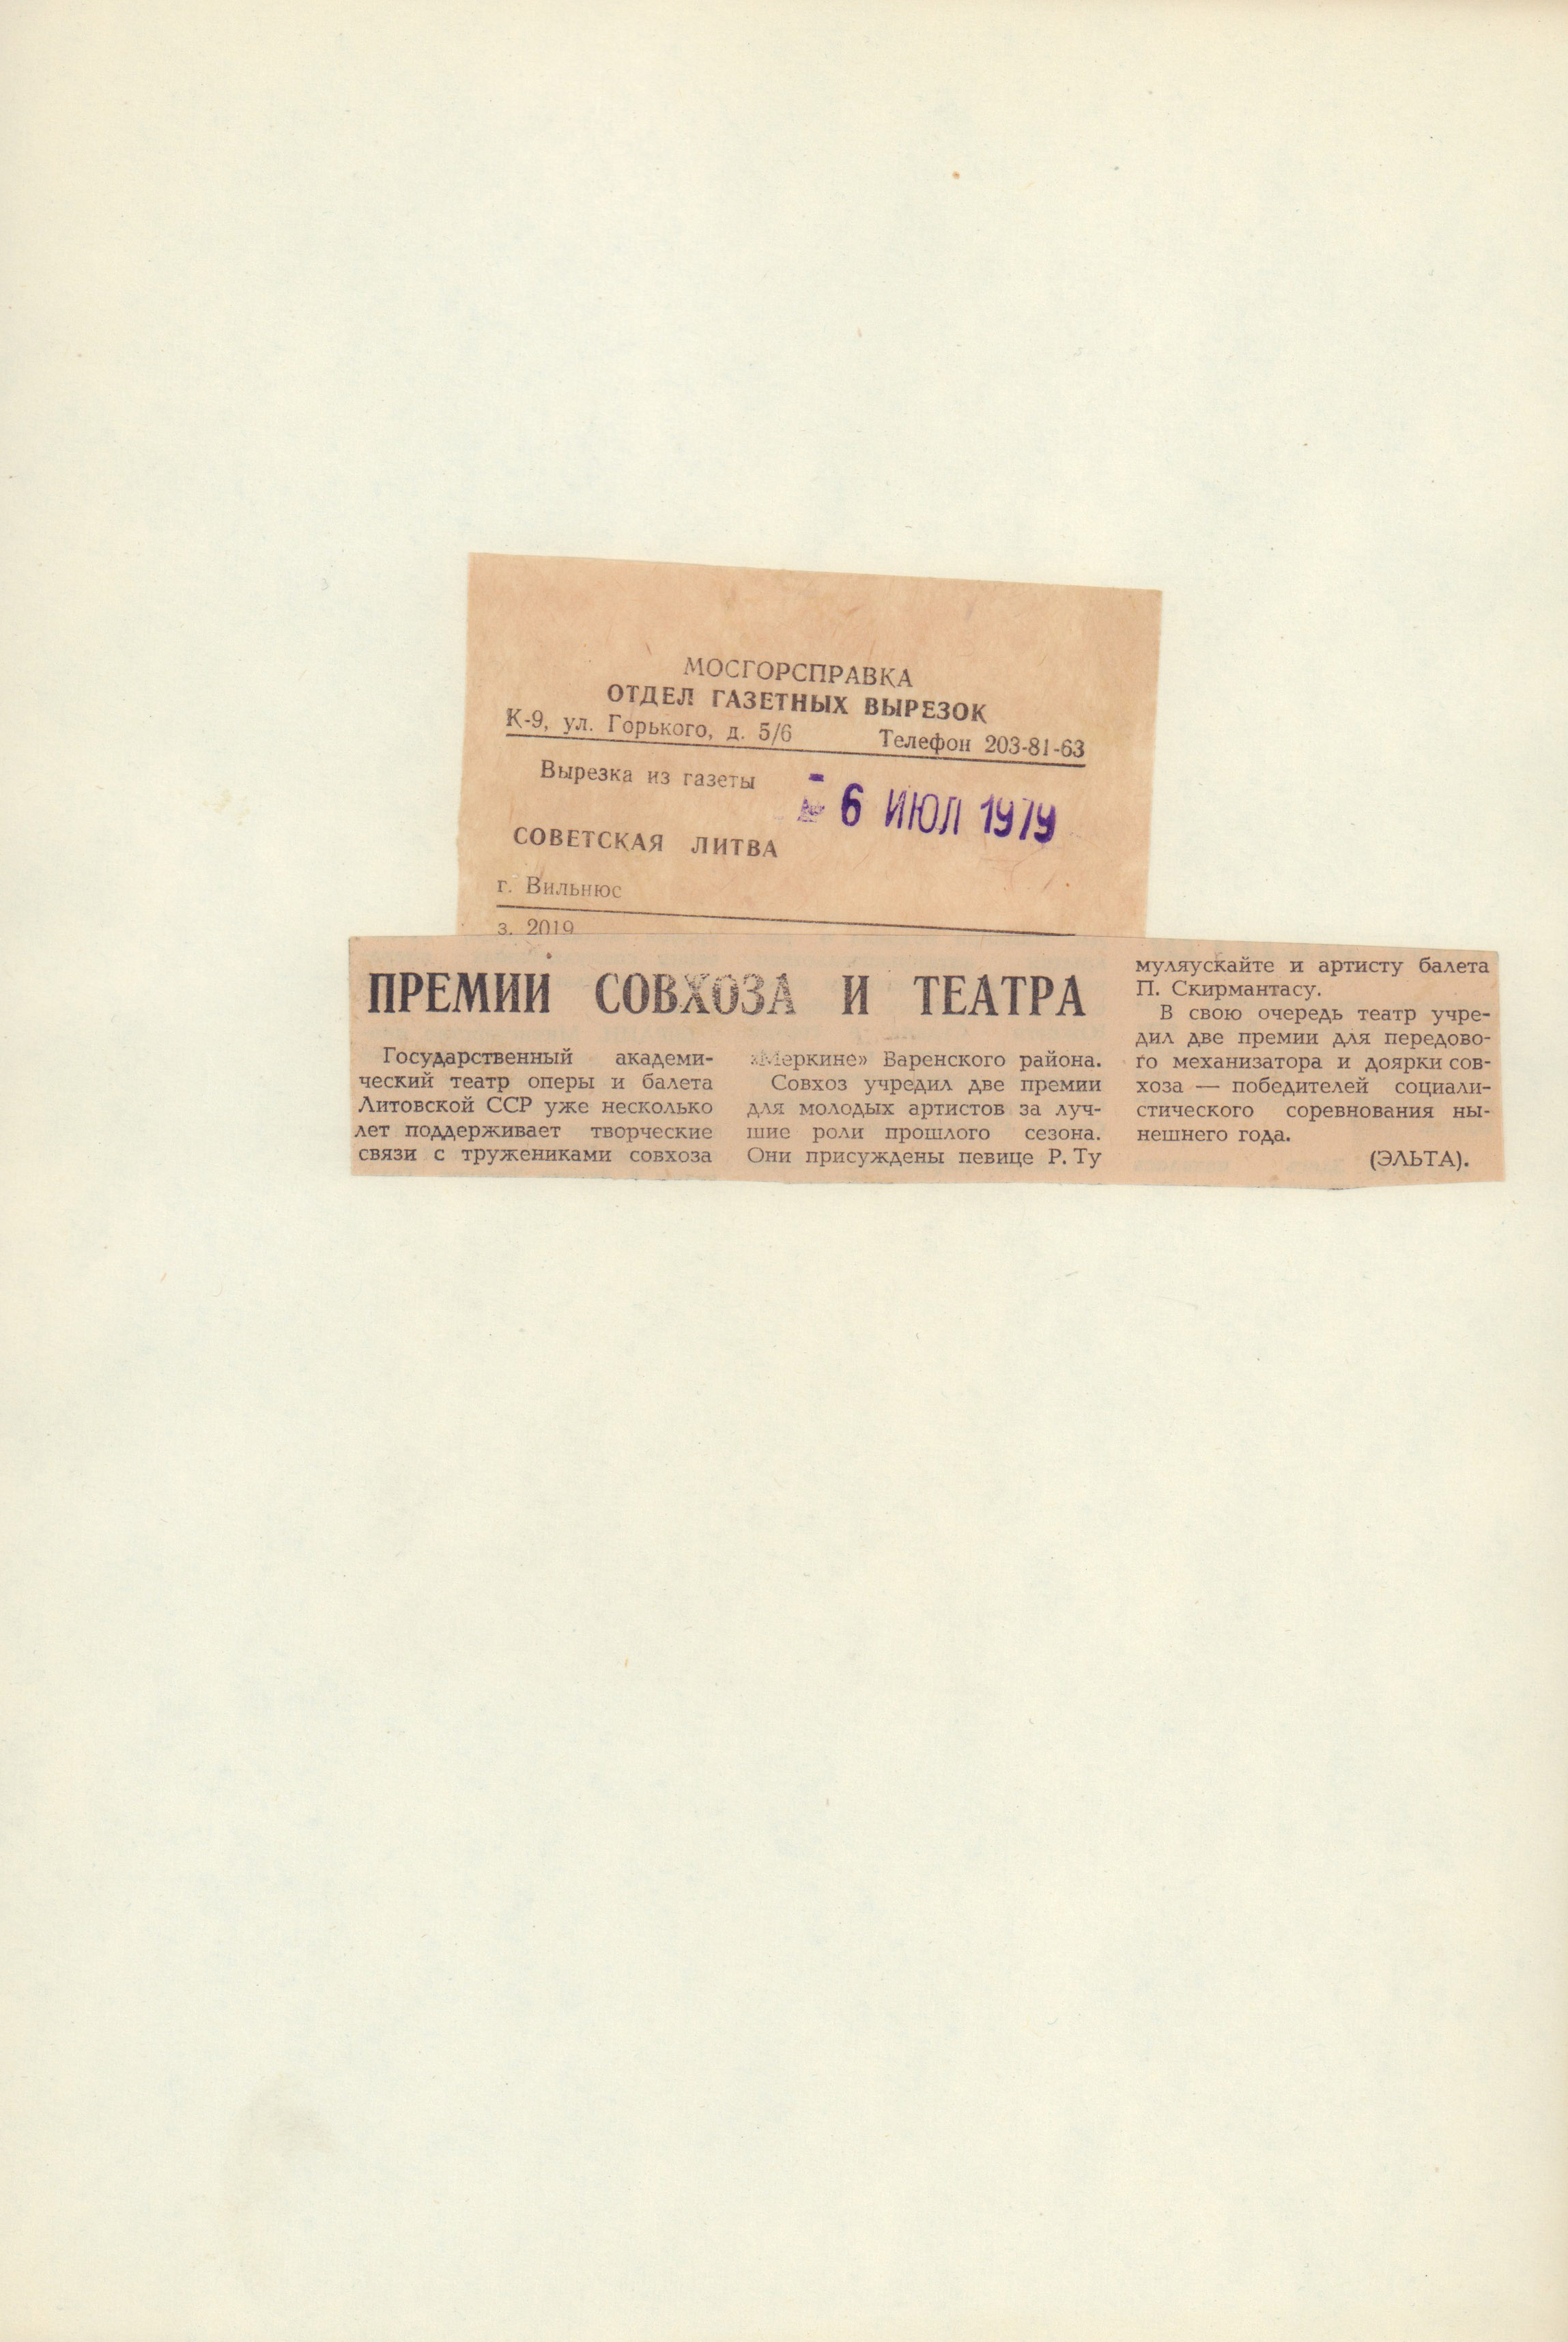 МОСГОРСПРАВКА
ОТДЕЛ ГАЗЕТНЫХ ВЫРЕЗОК
К-9, ул. Горького, д. 5/6 Телефон 203-81-63
Вырезка из газеты
- 6 ИЮЛ 1979
СОВЕТСКАЯ ЛИТВА
г. Вильнюс
з. 2019
ПРЕМИИ СОВХОЗА И ТЕАТРА
Государственный академи-
ческий театр оперы и балета
Литовской ССР уже несколько
лет поддерживает творческие
связи с тружениками совхоза
«Меркине» Варенского района.
Совхоз учредил две премии
для молодых артистов за луч-
шие роли прошлого сезона.
Они присуждены певице Р. Ту
муляускайте и артисту балета
П. Скирмантасу.
В свою очередь театр учре-
дил две премии для передово-
го механизатора и доярки сов-
хоза — победителей социали-
стического соревнования ны-
нешнего года.
(ЭЛЬТА).